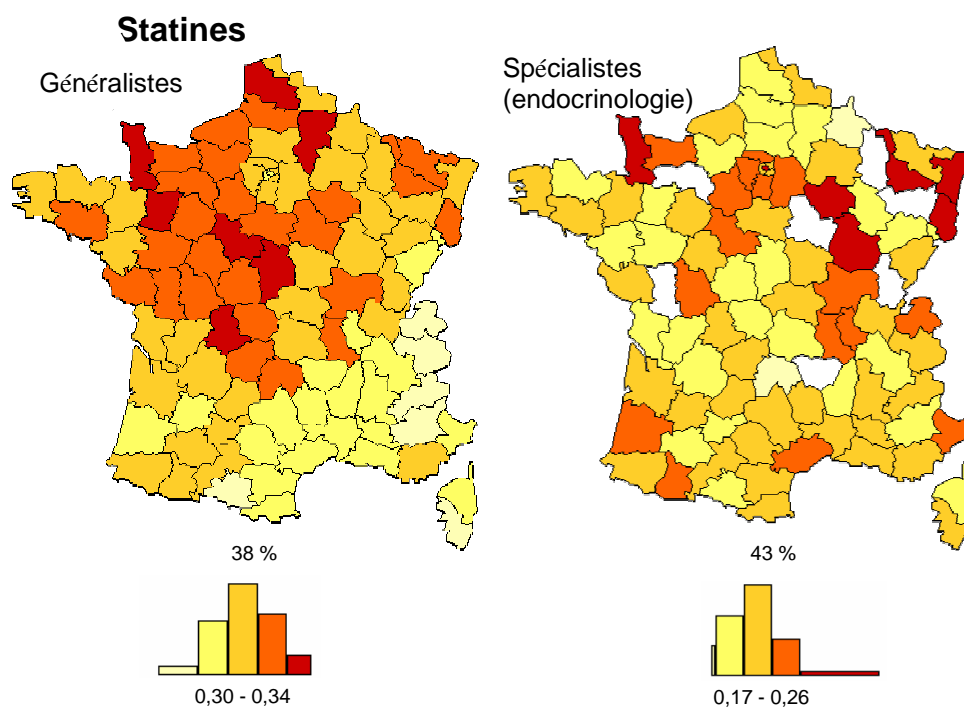 Statines
Généralistes
Spécialistes
(endocrinologie)
38 %
43 %
0,30 - 0,34
0,17 - 0,26